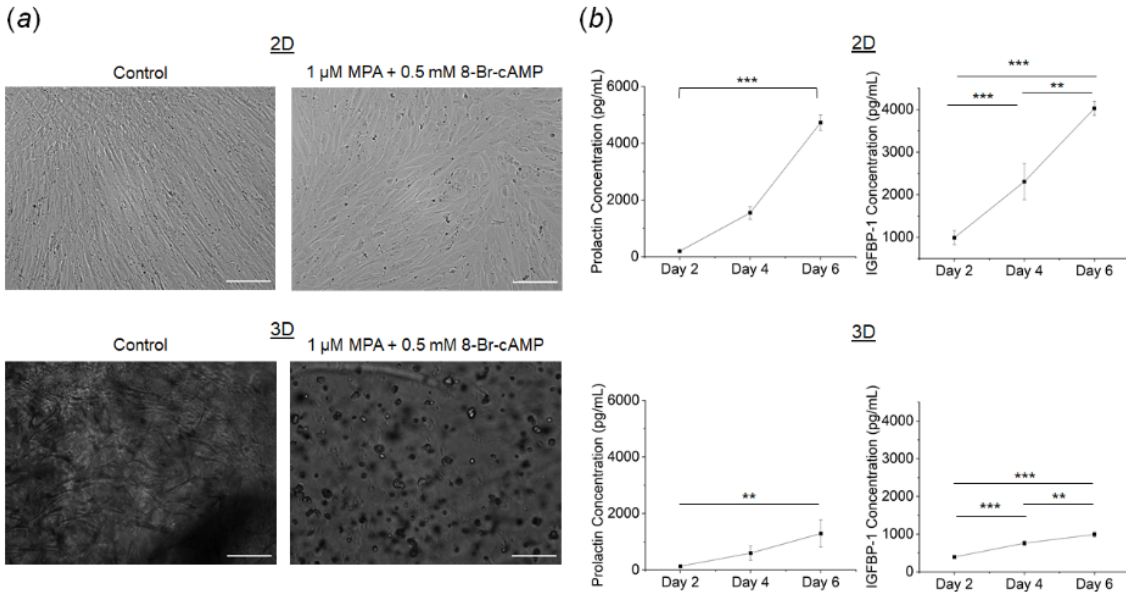 (a)
2D
Control
1 µM MPA + 0.5 mM 8-Br-cAMP
3D
Control
1 µM MPA + 0.5 mM 8-Br-cAMP
(b)
2D
Prolactin Concentration (pg/mL)
6000
4000
2000
0
***
Day 2 Day 4 Day 6
IGFBP-1 Concentration (pg/mL)
4000
3000
2000
1000
***
*** **
Day 2 Day 4 Day 6
3D
Prolactin Concentration (pg/mL)
6000
4000
2000
0
**
Day 2 Day 4 Day 6
IGFBP-1 Concentration (pg/mL)
4000
3000
2000
1000
0
***
*** **
Day 2 Day 4 Day 6